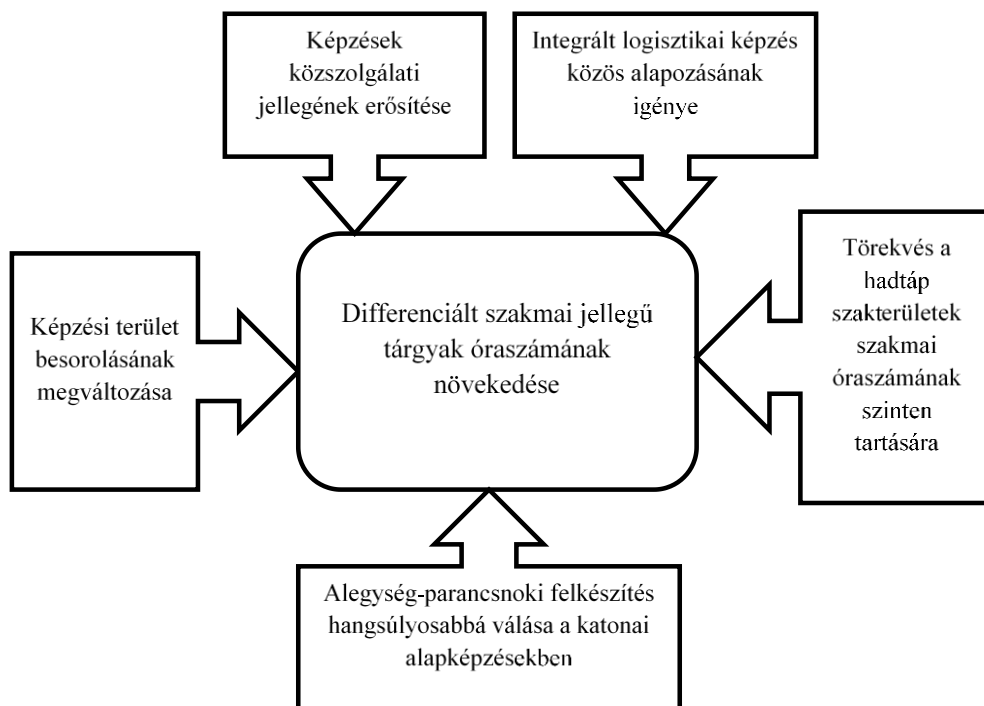 Képzések
közszolgálati
jellegének erősítése
Integrált logisztikai képzés
közös alapozásának
igénye
Képzési terület
besorolásának
megváltozása
Differenciált szakmai jellegű
tárgyak óraszámának
növekedése
Törekvés a
hadtáp
szakterületek
szakmai
óraszámának
szinten
tartására
Alegység-parancsnoki felkészítés
hangsúlyosabbá válása a katonai
alapképzésekben